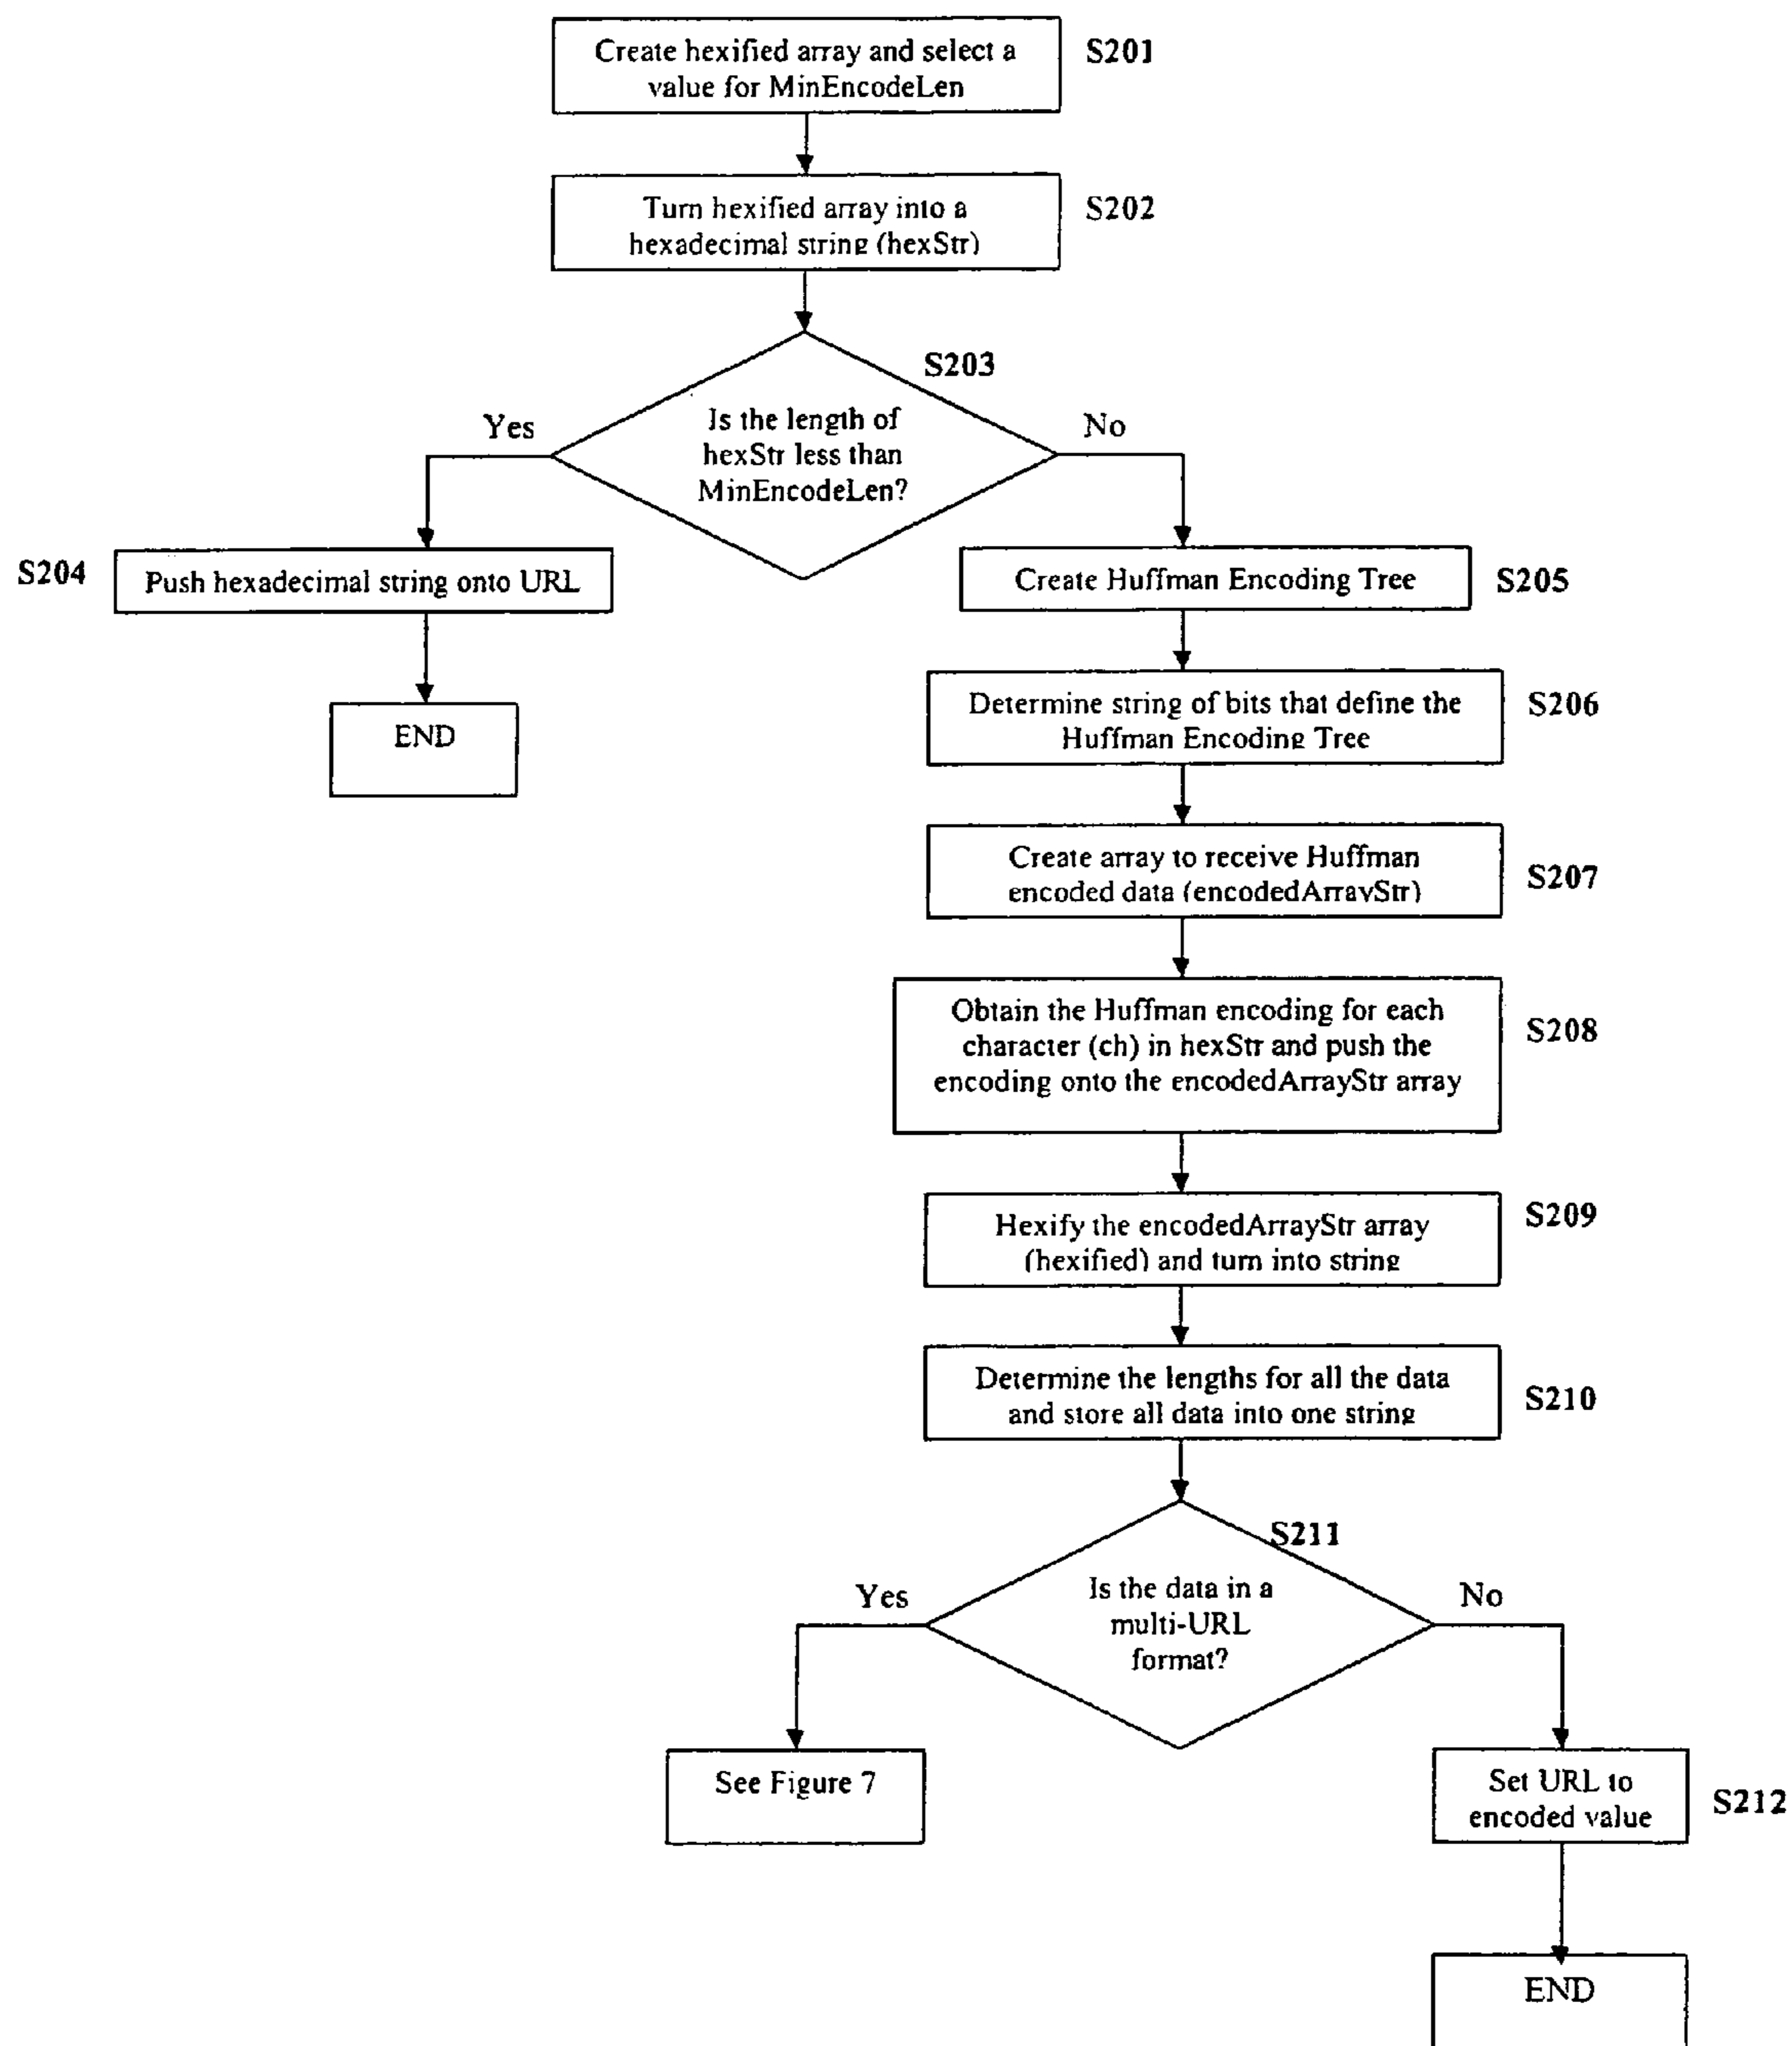 Create hexified array and select a
value for MinEncodeLen
S201
Turn hexified array into a
hexadecimal string (hexStr)
S202
S203
Is the length of
hexStr less than
MinEncodeLen?
Yes
No
S204
Push hexadecimal string onto URL
END
Create Huffman Encoding Tree
S205
Determine string of bits that define the
Huffman Encoding Tree
S206
Create array to receive Huffman
encoded data (encodedArrayStr)
S207
Obtain the Huffman encoding for each
character (ch) in hexStr and push the
encoding onto the encodedArrayStr array
S208
Hexify the encodedArrayStr array
(hexified) and turn into string
S209
Determine the lengths for all the data
and store all data into one string
S210
S211
Is the data in a
multi-URL
format?
Yes
No
See Figure 7
Set URL to
encoded value
S212
END